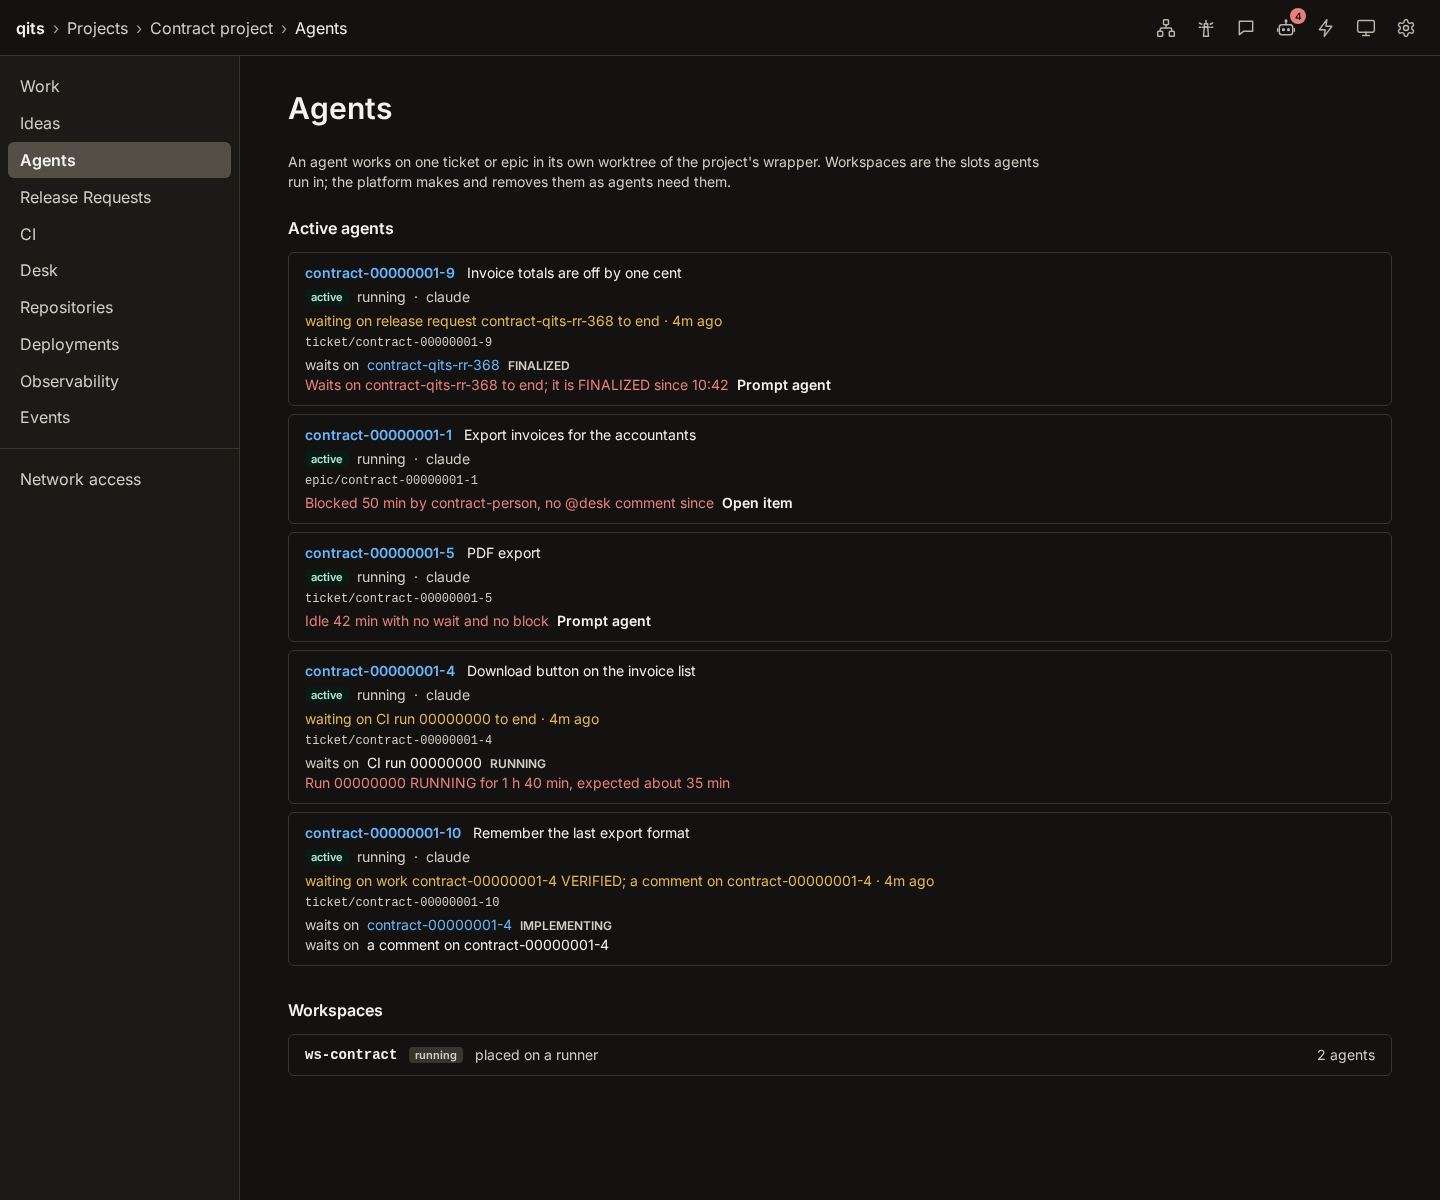 qits › Projects › Contract project › Agents
4
Work
Ideas
Agents
Release Requests
CI
Desk
Repositories
Deployments
Observability
Events
Network access
Agents
An agent works on one ticket or epic in its own worktree of the project's wrapper. Workspaces are the slots agents
run in; the platform makes and removes them as agents need them.
Active agents
contract-00000001-9 Invoice totals are off by one cent
active running · claude
waiting on release request contract-qits-rr-368 to end · 4m ago
ticket/contract-00000001-9
waits on contract-qits-rr-368 FINALIZED
Waits on contract-qits-rr-368 to end; it is FINALIZED since 10:42 Prompt agent
contract-00000001-1 Export invoices for the accountants
active running · claude
epic/contract-00000001-1
Blocked 50 min by contract-person, no @desk comment since Open item
contract-00000001-5 PDF export
active running · claude
ticket/contract-00000001-5
Idle 42 min with no wait and no block Prompt agent
contract-00000001-4 Download button on the invoice list
active running · claude
waiting on CI run 00000000 to end · 4m ago
ticket/contract-00000001-4
waits on CI run 00000000 RUNNING
Run 00000000 RUNNING for 1 h 40 min, expected about 35 min
contract-00000001-10 Remember the last export format
active running · claude
waiting on work contract-00000001-4 VERIFIED; a comment on contract-00000001-4 · 4m ago
ticket/contract-00000001-10
waits on contract-00000001-4 IMPLEMENTING
waits on a comment on contract-00000001-4
Workspaces
ws-contract running placed on a runner 2 agents